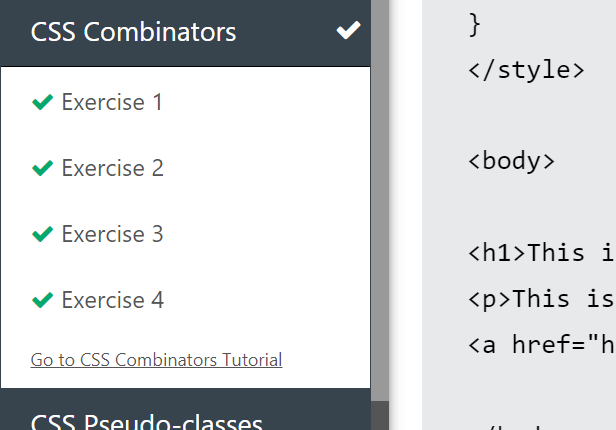 CSS Combinators
Exercise 1
Exercise 2
Exercise 3
Exercise 4
Go to CSS Combinators Tutorial
CSS Pseudo-classes
}
</style>
<body>
<h1>This i
<p>This is
<a href="h